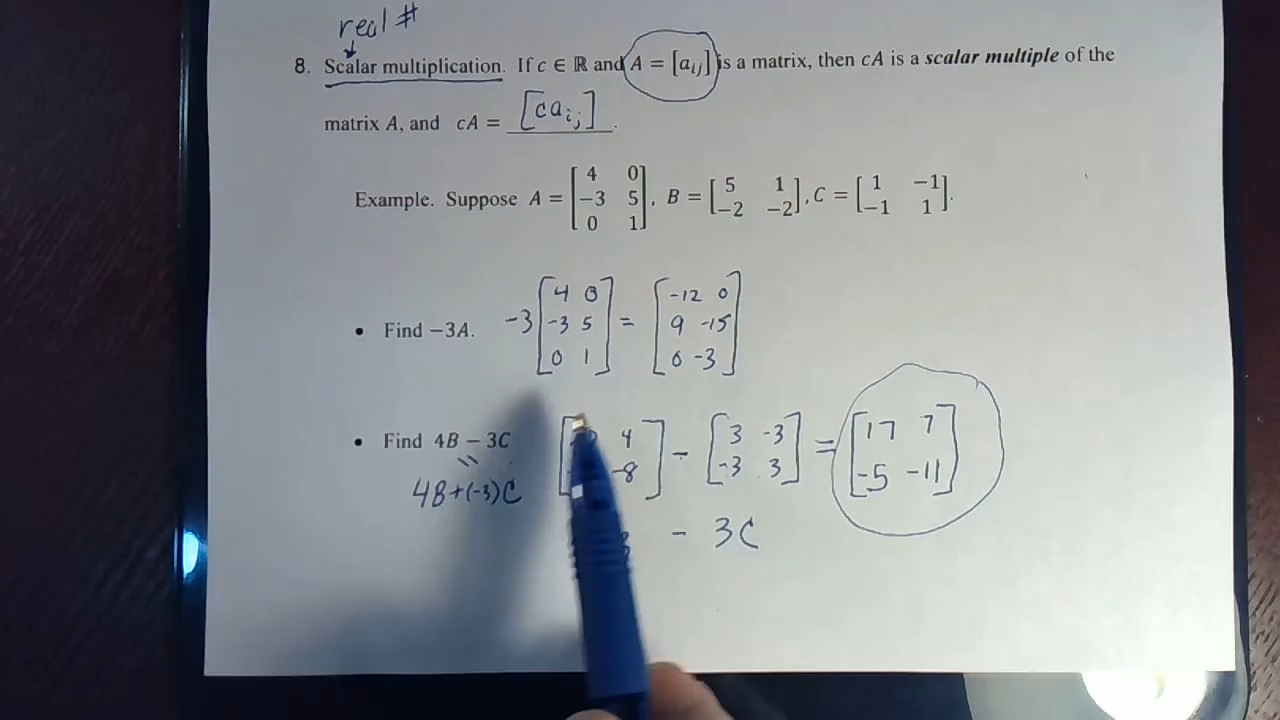 real #
8. Scalar multiplication. If c ∈ ℝ and A = [aᵢⱼ] is a matrix, then cA is a scalar multiple of the
matrix A, and cA = [caᵢⱼ].
Example. Suppose A = [4 0; −3 5; 0 1], B = [5 1; −2 −2], C = [1 −1; −1 1].
• Find −3A. −3 [4 0; −3 5; 0 1] = [−12 0; 9 −15; 0 −3]
• Find 4B − 3C [ 4; −8] − [3 −3; −3 3] = [17 7; −5 −11]
4B+(−3)C
− 3C